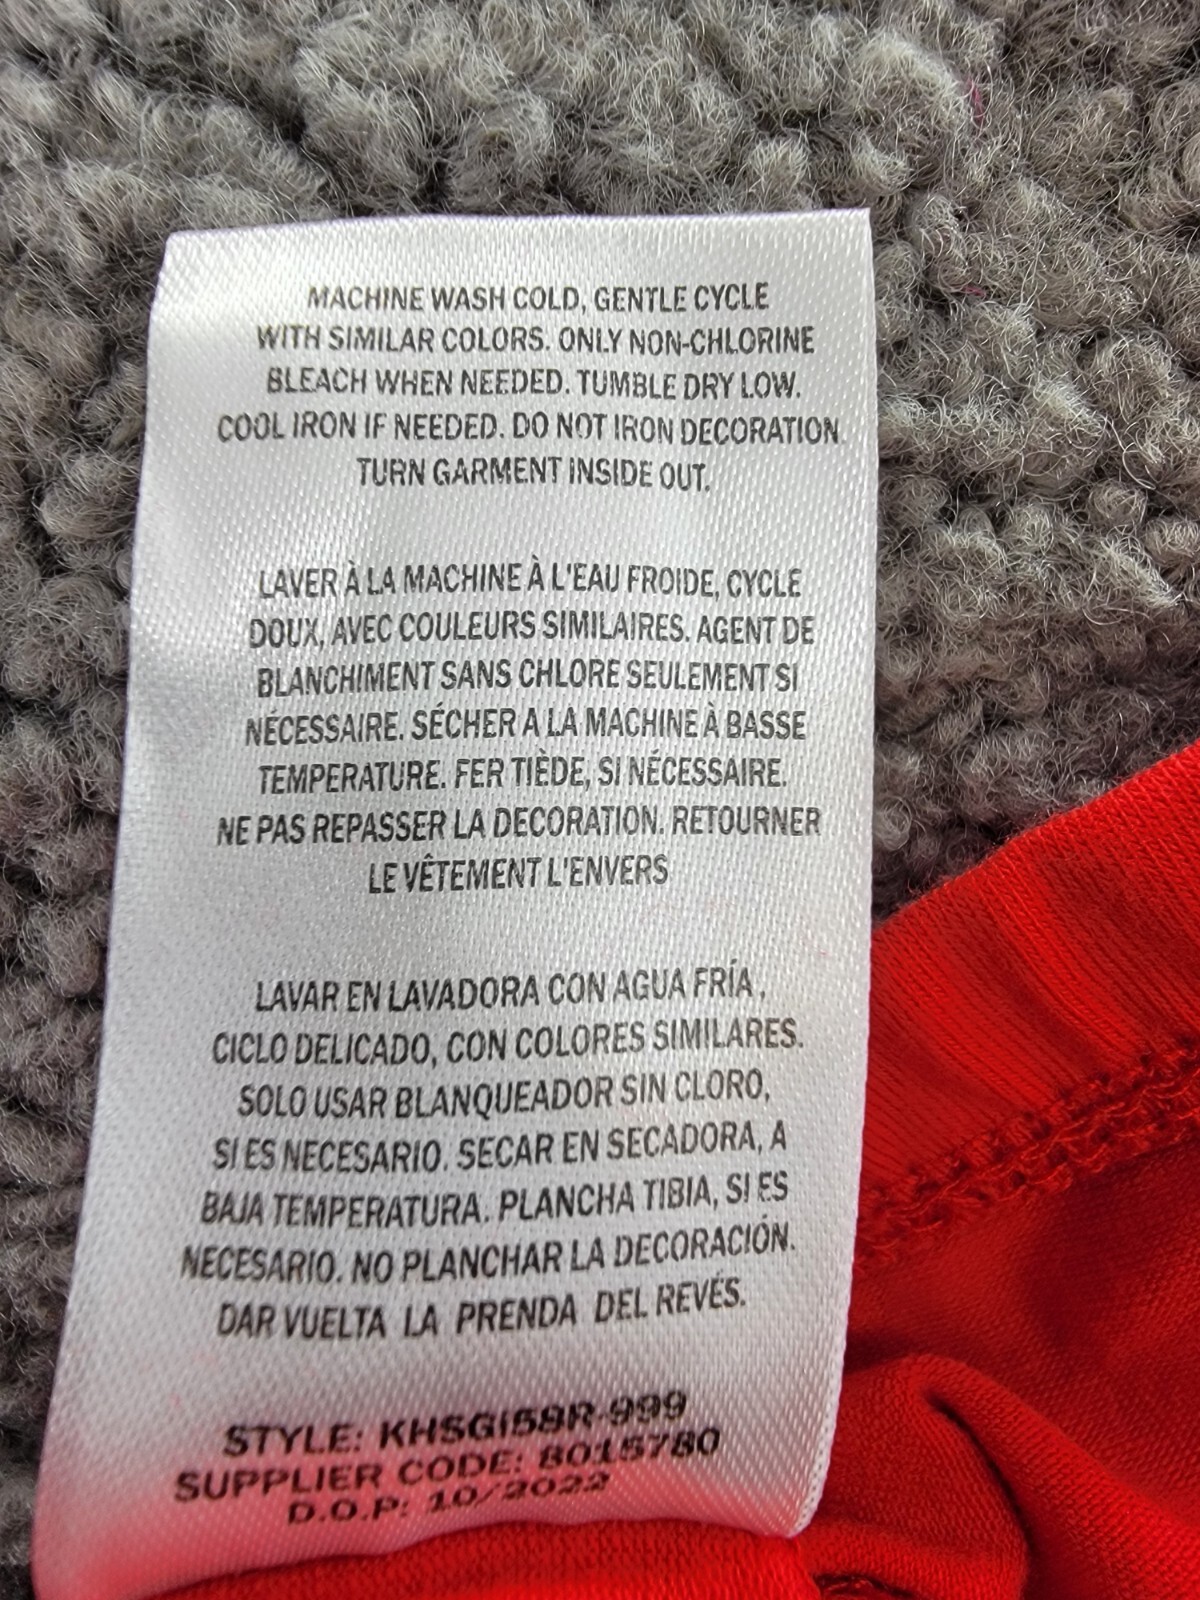 MACHINE WASH COLD, GENTLE CYCLE
WITH SIMILAR COLORS. ONLY NON-CHLORINE
BLEACH WHEN NEEDED. TUMBLE DRY LOW.
COOL IRON IF NEEDED. DO NOT IRON DECORATION.
TURN GARMENT INSIDE OUT.
LAVER À LA MACHINE À L'EAU FROIDE, CYCLE
DOUX, AVEC COULEURS SIMILAIRES. AGENT DE
BLANCHIMENT SANS CHLORE SEULEMENT SI
NÉCESSAIRE. SÉCHER A LA MACHINE À BASSE
TEMPERATURE. FER TIÈDE, SI NÉCESSAIRE.
NE PAS REPASSER LA DECORATION. RETOURNER
LE VÊTEMENT L'ENVERS
LAVAR EN LAVADORA CON AGUA FRÍA,
CICLO DELICADO, CON COLORES SIMILARES.
SOLO USAR BLANQUEADOR SIN CLORO,
SI ES NECESARIO. SECAR EN SECADORA, A
BAJA TEMPERATURA. PLANCHA TIBIA, SI ES
NECESARIO. NO PLANCHAR LA DECORACIÓN.
DAR VUELTA LA PRENDA DEL REVÉS.
STYLE: KHSGI58R-999
SUPPLIER CODE: 8015780
D.O.P: 10/2022